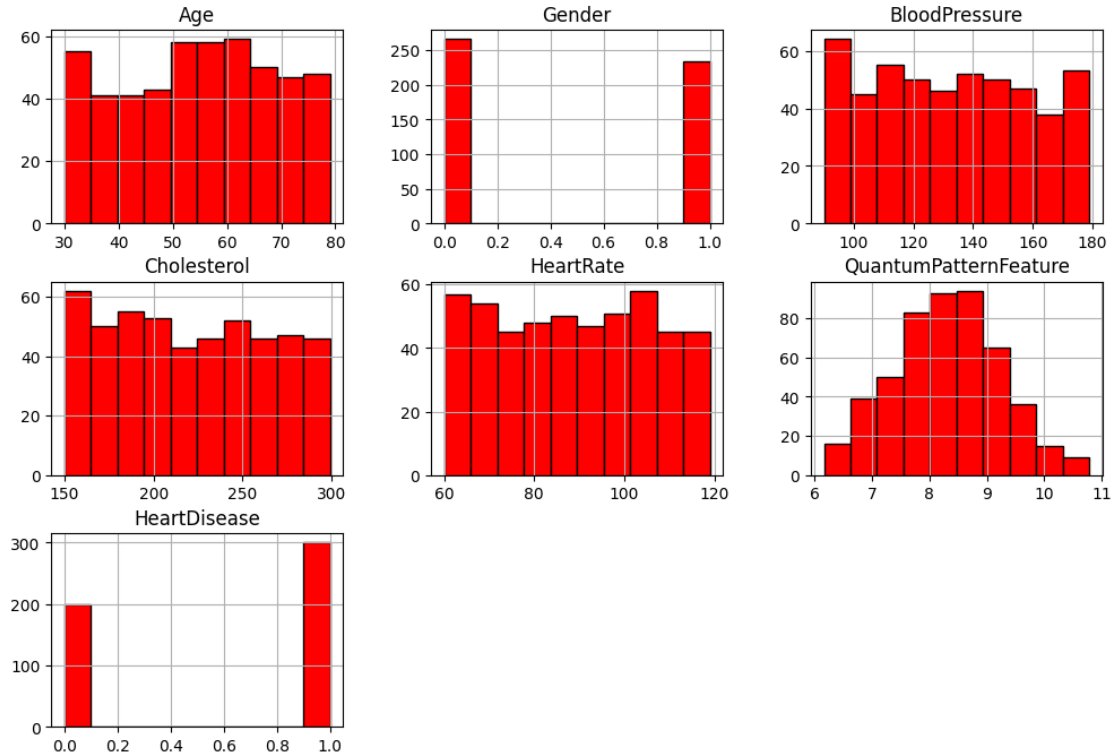 Age
60
40
20
0
30 40 50 60 70 80
Gender
250
200
150
100
50
0
0.0 0.2 0.4 0.6 0.8 1.0
BloodPressure
60
40
20
0
100 120 140 160 180
Cholesterol
60
40
20
0
150 200 250 300
HeartRate
60
40
20
0
60 80 100 120
QuantumPatternFeature
80
60
40
20
0
6 7 8 9 10 11
HeartDisease
300
200
100
0
0.0 0.2 0.4 0.6 0.8 1.0